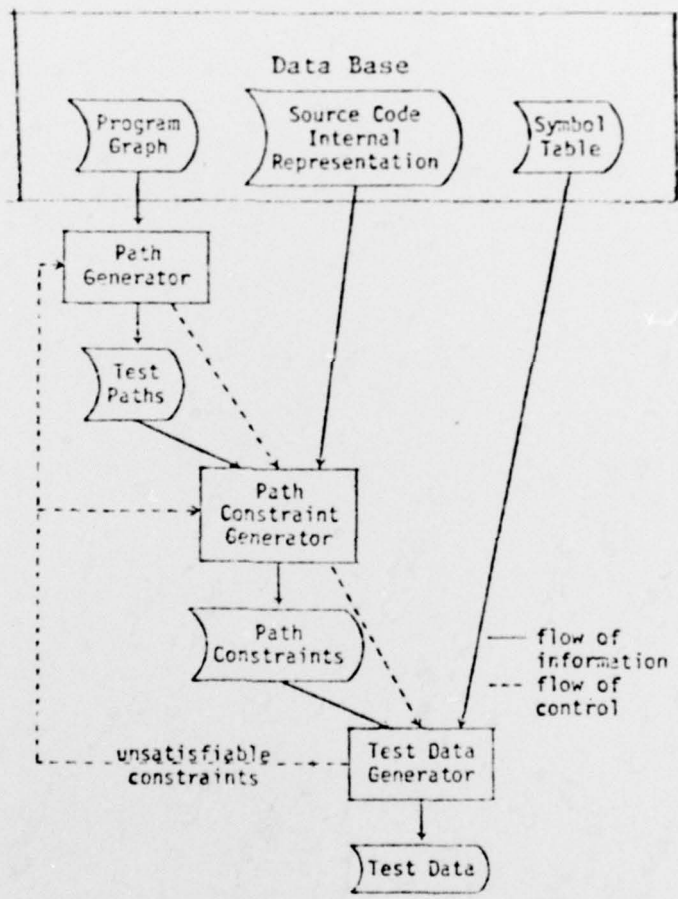 Data Base
Program
Graph
Source Code
Internal
Representation
Symbol
Table
Path
Generator
Test
Paths
Path
Constraint
Generator
Path
Constraints
flow of
information
flow of
control
unsatisfiable
constraints
Test Data
Generator
Test Data